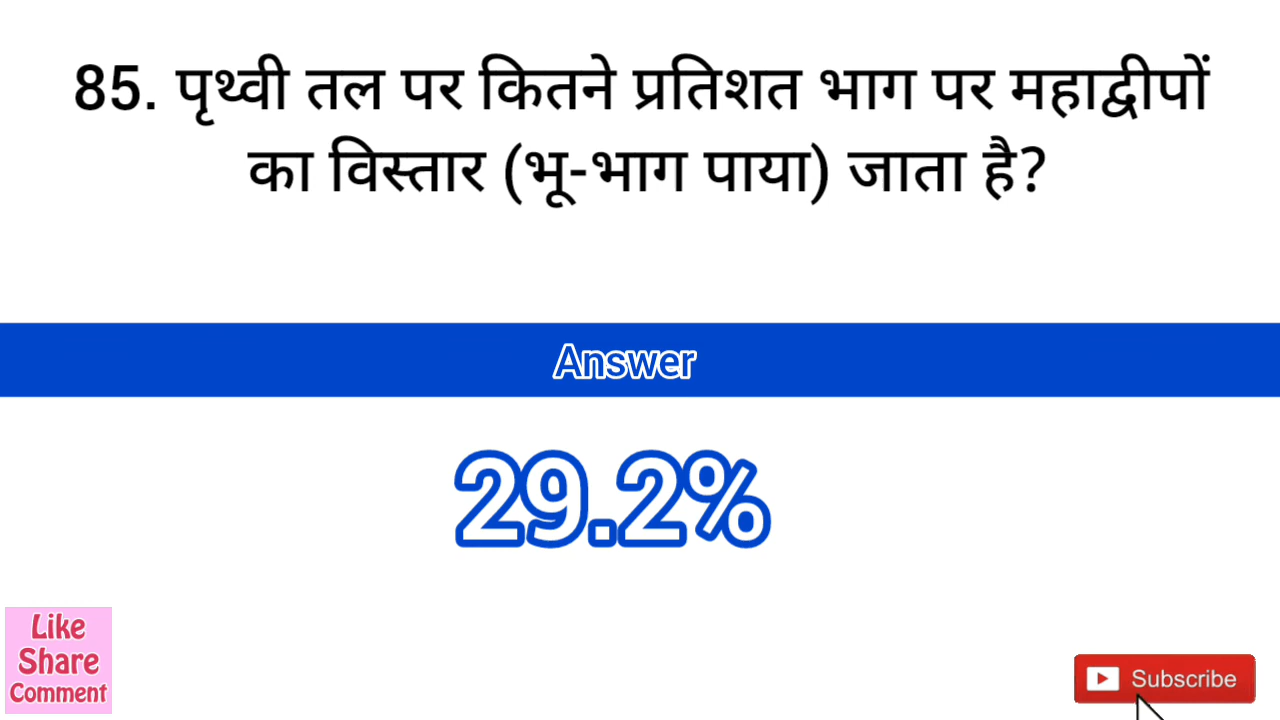 85. पृथ्वी तल पर कितने प्रतिशत भाग पर महाद्वीपों
का विस्तार (भू-भाग पाया) जाता है?
Answer
29.2%
Like
Share
Comment
Subscribe